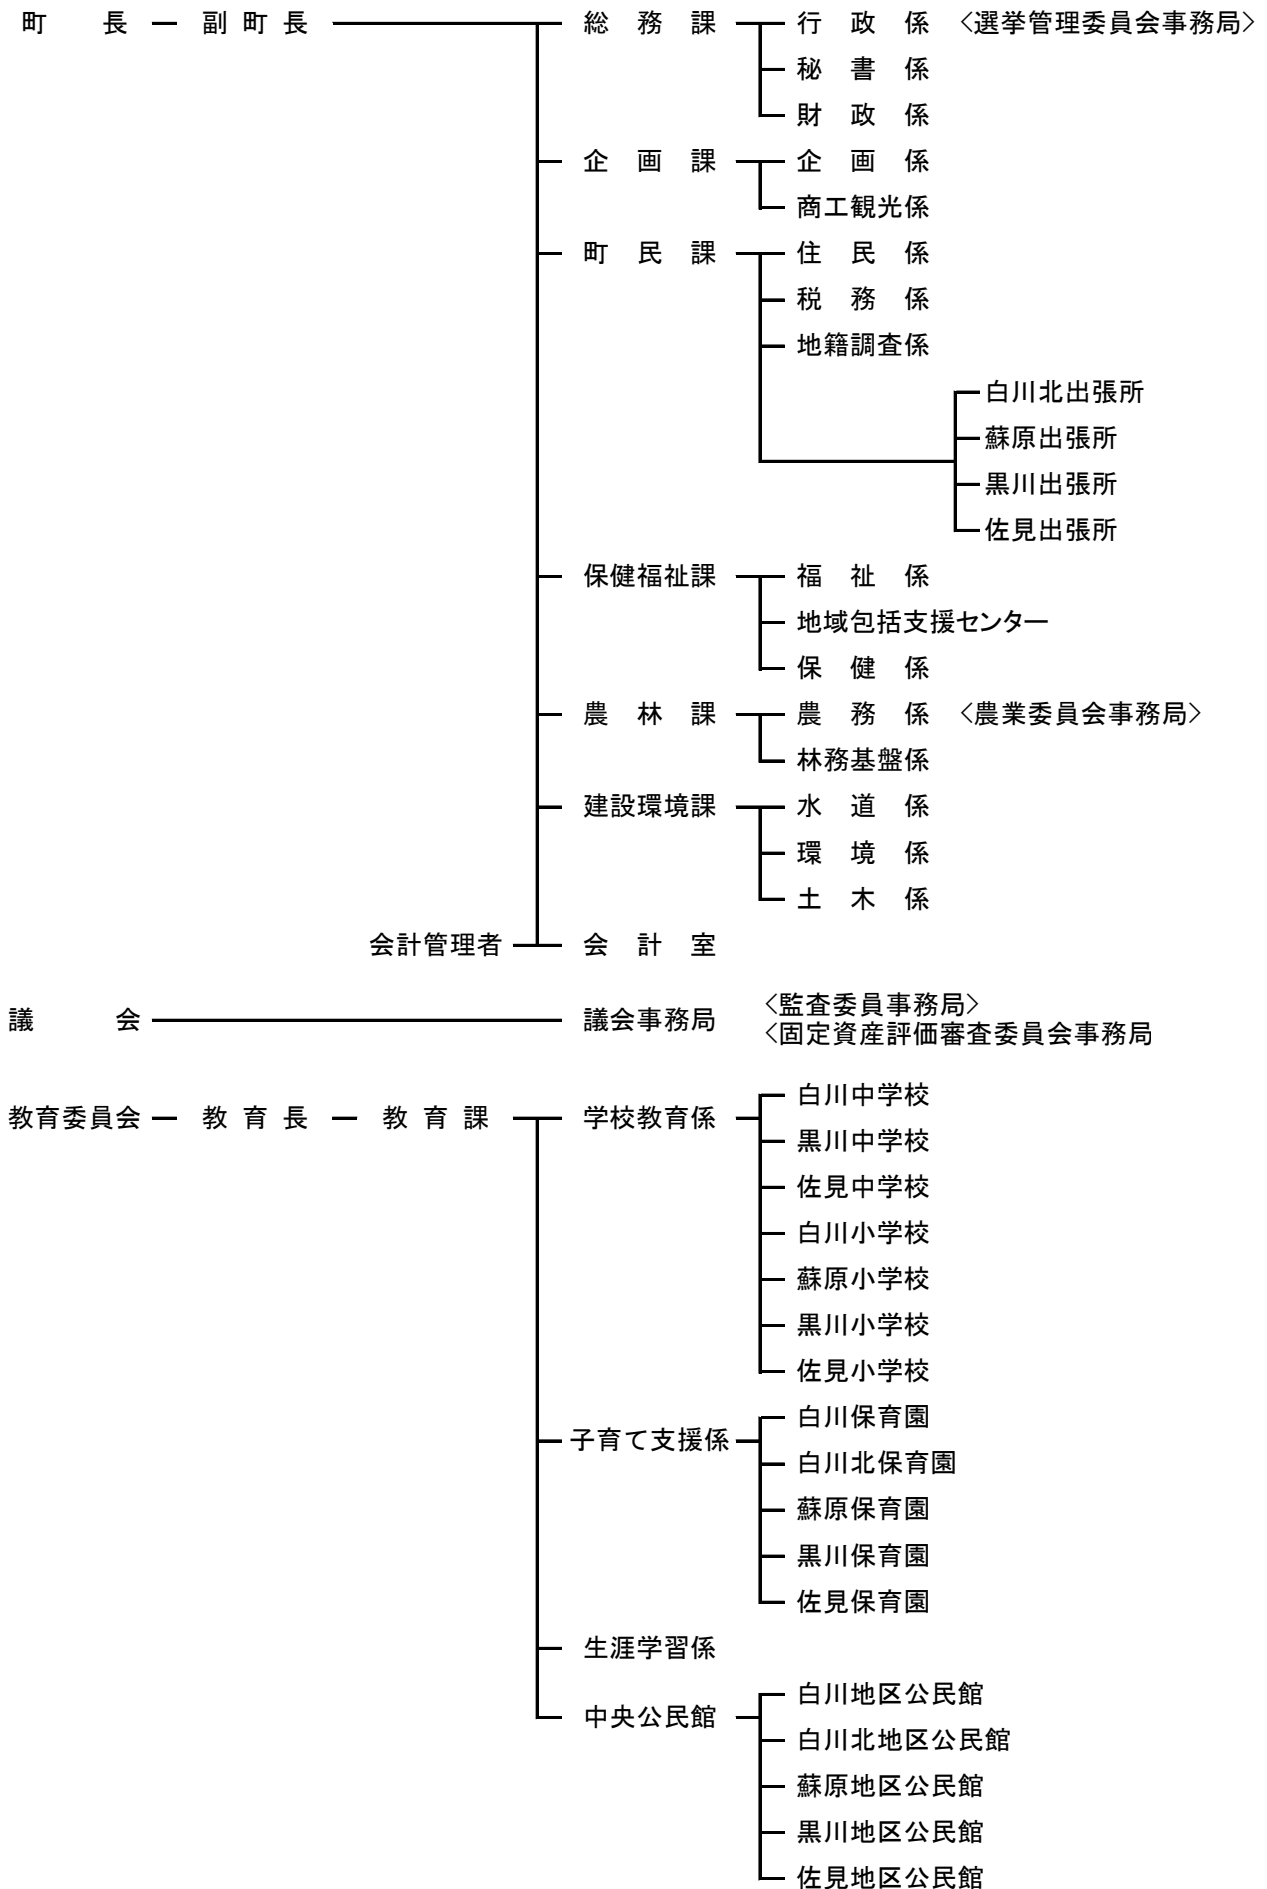 町長 副町長 総務課 行政係 〈選挙管理委員会事務局〉
秘書係
財政係
企画課 企画係
商工観光係
町民課 住民係
税務係
地籍調査係
白川北出張所
蘇原出張所
黒川出張所
佐見出張所
保健福祉課 福祉係
地域包括支援センター
保健係
農林課 農務係 〈農業委員会事務局〉
林務基盤係
建設環境課 水道係
環境係
土木係
会計管理者 会計室
議会 議会事務局 〈監査委員事務局〉
〈固定資産評価審査委員会事務局
教育委員会 教育長 教育課 学校教育係 白川中学校
黒川中学校
佐見中学校
白川小学校
蘇原小学校
黒川小学校
佐見小学校
子育て支援係 白川保育園
白川北保育園
蘇原保育園
黒川保育園
佐見保育園
生涯学習係
中央公民館 白川地区公民館
白川北地区公民館
蘇原地区公民館
黒川地区公民館
佐見地区公民館